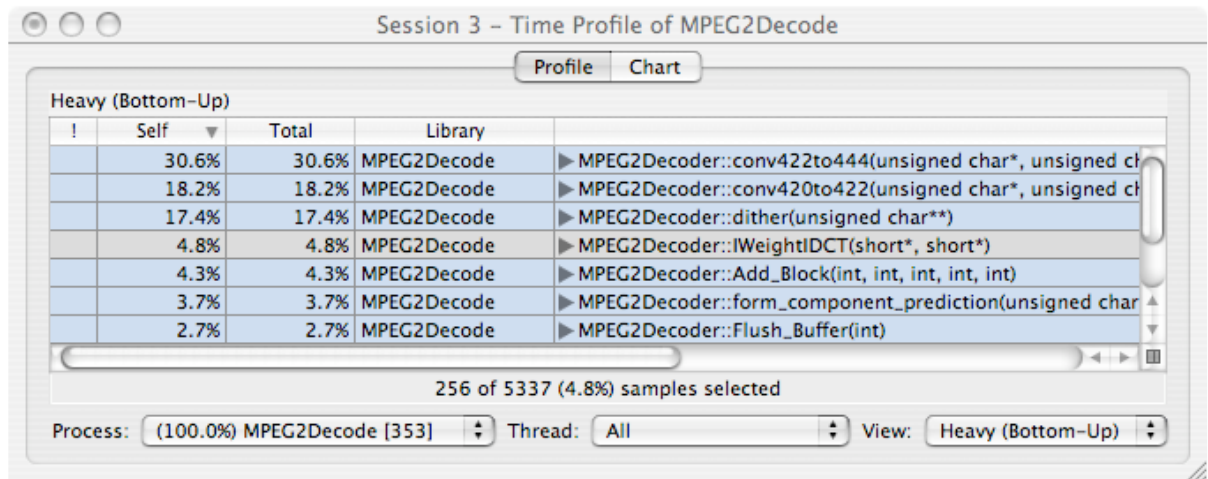 Session 3 – Time Profile of MPEG2Decode
Profile Chart
Heavy (Bottom-Up)
! Self Total Library
30.6% 30.6% MPEG2Decode MPEG2Decoder::conv422to444(unsigned char*, unsigned
18.2% 18.2% MPEG2Decode MPEG2Decoder::conv420to422(unsigned char*, unsigned
17.4% 17.4% MPEG2Decode MPEG2Decoder::dither(unsigned char**)
4.8% 4.8% MPEG2Decode MPEG2Decoder::IWeightIDCT(short*, short*)
4.3% 4.3% MPEG2Decode MPEG2Decoder::Add_Block(int, int, int, int, int)
3.7% 3.7% MPEG2Decode MPEG2Decoder::form_component_prediction(unsigned char
2.7% 2.7% MPEG2Decode MPEG2Decoder::Flush_Buffer(int)
256 of 5337 (4.8%) samples selected
Process: (100.0%) MPEG2Decode [353] Thread: All View: Heavy (Bottom-Up)